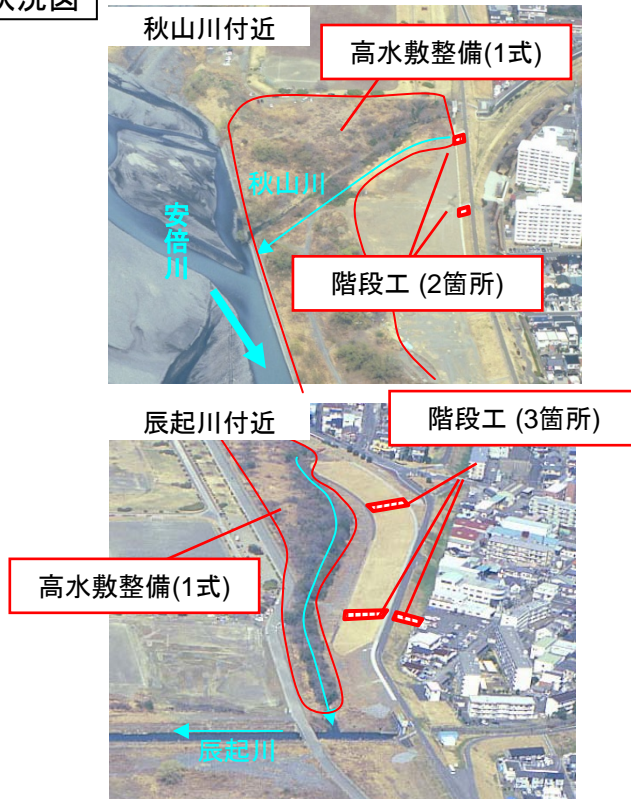 状況図
秋山川付近
高水敷整備(1式)
秋山川
安倍川
階段工 (2箇所)
辰起川付近
階段工 (3箇所)
高水敷整備(1式)
辰起川